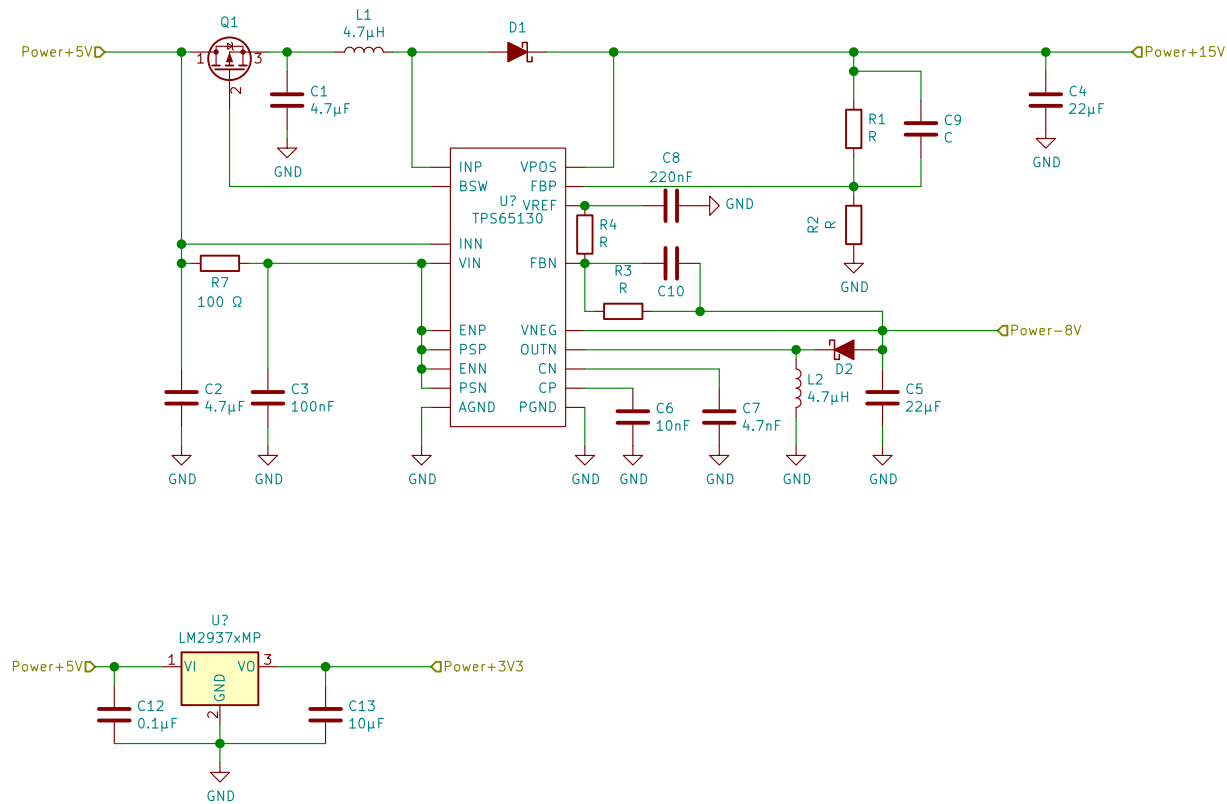 L1
4.7µH
Q1
D1
Power+5V
1
3
2
Power+15V
C1
4.7µF
GND
C4
22µF
GND
R1
R
C9
C
INP
BSW
U?
TPS65130
INN
VIN
ENP
PSP
ENN
PSN
AGND
VPOS
FBP
VREF
FBN
VNEG
OUTN
CN
CP
PGND
C8
220nF
GND
R4
R
R2
R
GND
R3
R
C10
R7
100 Ω
Power-8V
D2
L2
4.7µH
C2
4.7µF
C3
100nF
C6
10nF
C7
4.7nF
C5
22µF
GND
GND
GND
GND
GND
GND
GND
GND
U?
LM2937xMP
Power+5V
1
VI
VO
3
GND
2
Power+3V3
C12
0.1µF
C13
10µF
GND